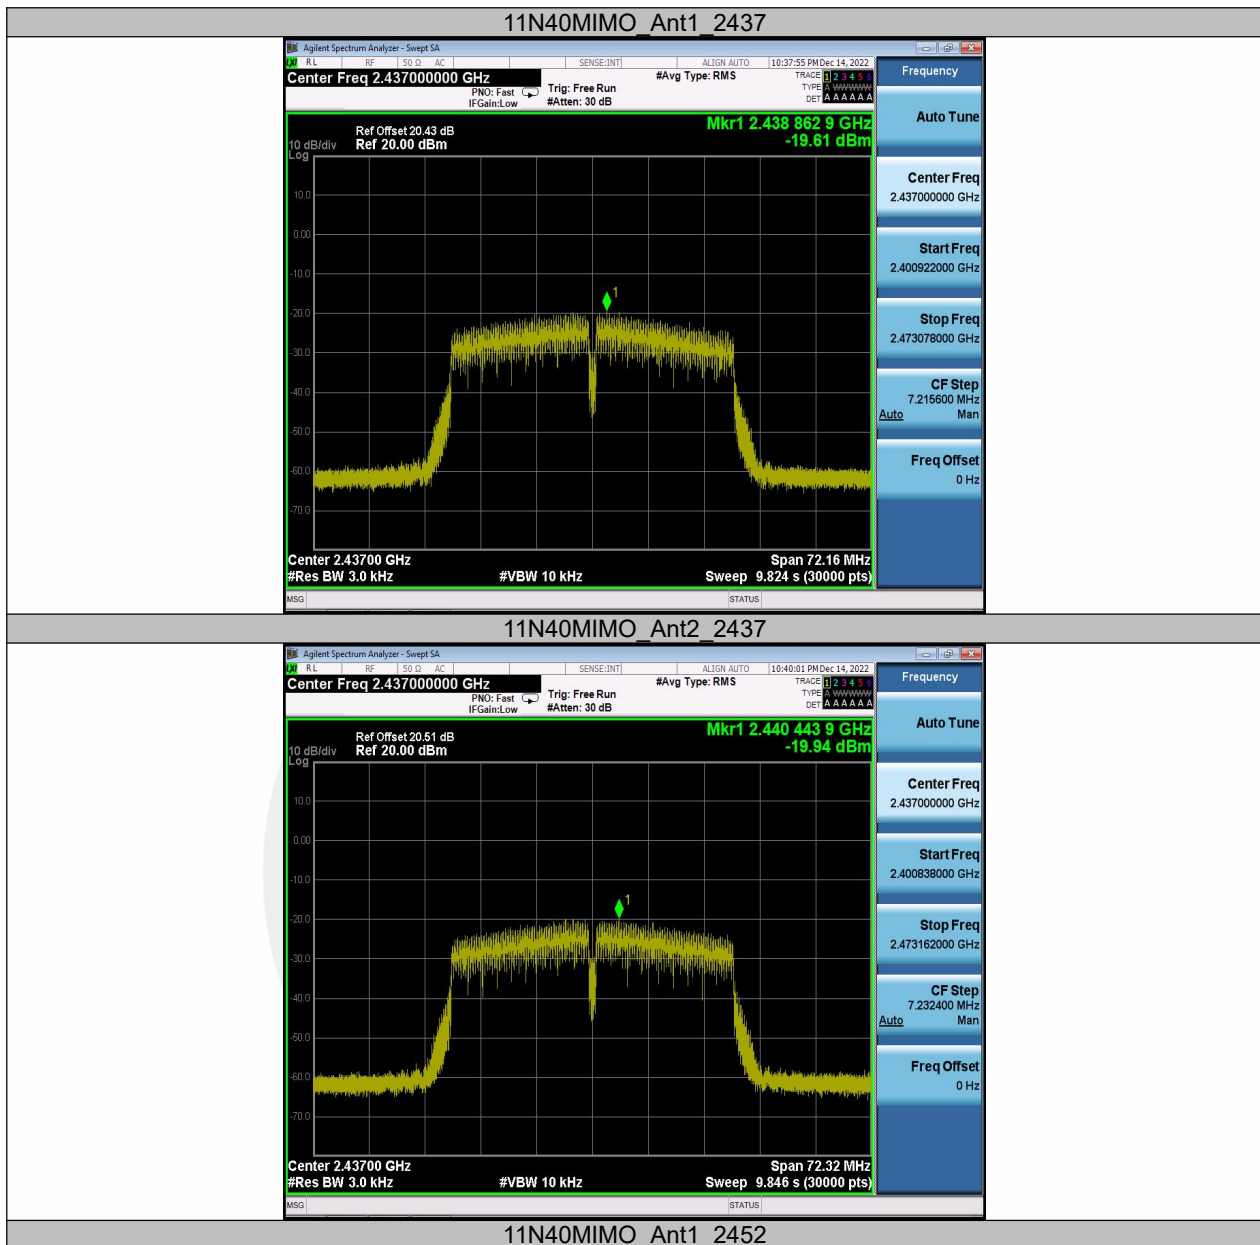 11N40MIMO_Ant1_2437
Agilent Spectrum Analyzer - Swept SA
RL RF 50 Ω AC SENSE:INT ALIGN AUTO 10:37:55 PM Dec 14, 2022
Center Freq 2.437000000 GHz #Avg Type: RMS TRACE 1 2 3 4 5 6
PNO: Fast Trig: Free Run TYPE A WWWWW
IFGain:Low #Atten: 30 dB DET A A A A A A
Mkr1 2.438 862 9 GHz
Ref Offset 20.43 dB
-19.61 dBm
10 dB/div Ref 20.00 dBm
Log
10.0
0.00
-10.0
-20.0
-30.0
-40.0
-50.0
-60.0
-70.0
1
Center 2.43700 GHz Span 72.16 MHz
#Res BW 3.0 kHz #VBW 10 kHz Sweep 9.824 s (30000 pts)
MSG STATUS
Frequency
Auto Tune
Center Freq
2.437000000 GHz
Start Freq
2.400922000 GHz
Stop Freq
2.473078000 GHz
CF Step
7.215600 MHz
Auto Man
Freq Offset
0 Hz
11N40MIMO_Ant2_2437
Agilent Spectrum Analyzer - Swept SA
RL RF 50 Ω AC SENSE:INT ALIGN AUTO 10:40:01 PM Dec 14, 2022
Center Freq 2.437000000 GHz #Avg Type: RMS TRACE 1 2 3 4 5 6
PNO: Fast Trig: Free Run TYPE A WWWWW
IFGain:Low #Atten: 30 dB DET A A A A A A
Mkr1 2.440 443 9 GHz
Ref Offset 20.51 dB
-19.94 dBm
10 dB/div Ref 20.00 dBm
Log
10.0
0.00
-10.0
-20.0
-30.0
-40.0
-50.0
-60.0
-70.0
1
Center 2.43700 GHz Span 72.32 MHz
#Res BW 3.0 kHz #VBW 10 kHz Sweep 9.846 s (30000 pts)
MSG STATUS
Frequency
Auto Tune
Center Freq
2.437000000 GHz
Start Freq
2.400838000 GHz
Stop Freq
2.473162000 GHz
CF Step
7.232400 MHz
Auto Man
Freq Offset
0 Hz
11N40MIMO_Ant1_2452